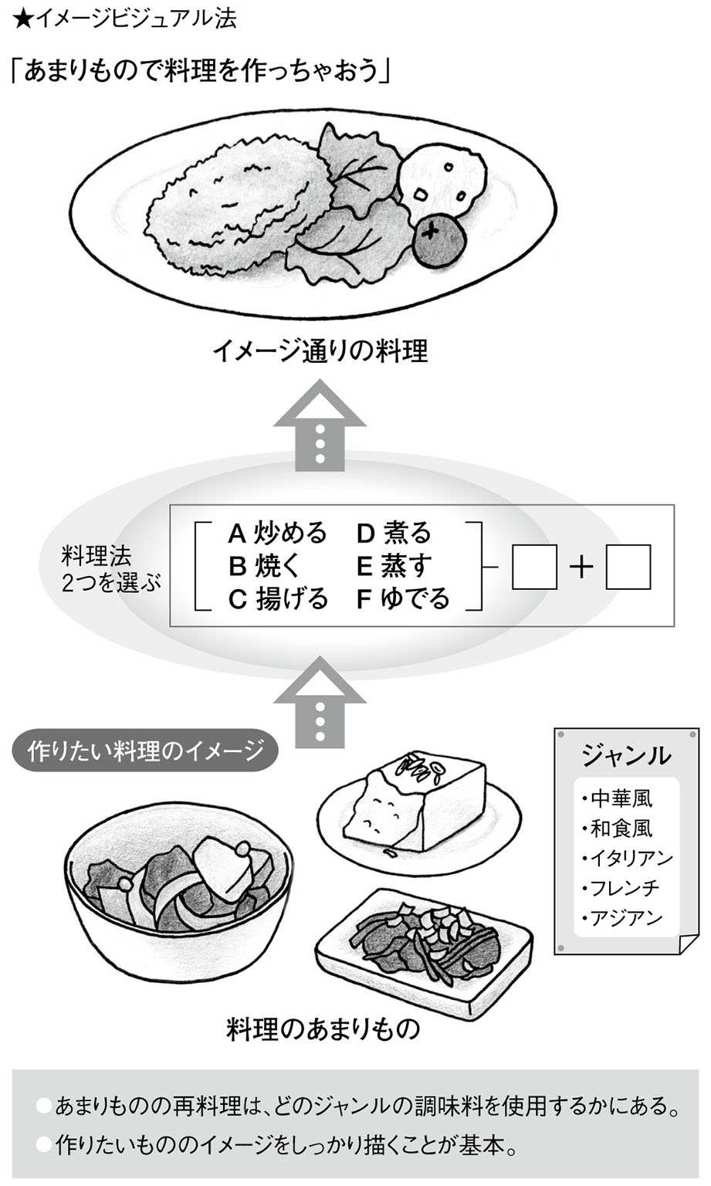 ★イメージビジュアル法
「あまりもので料理を作っちゃおう」
イメージ通りの料理
料理法
2つを選ぶ
A 炒める D 煮る
B 焼く E 蒸す
C 揚げる F ゆでる
+
作りたい料理のイメージ
ジャンル
・中華風
・和食風
・イタリアン
・フレンチ
・アジアン
料理のあまりもの
●あまりものの再料理は、どのジャンルの調味料を使用するかにある。
●作りたいもののイメージをしっかり描くことが基本。